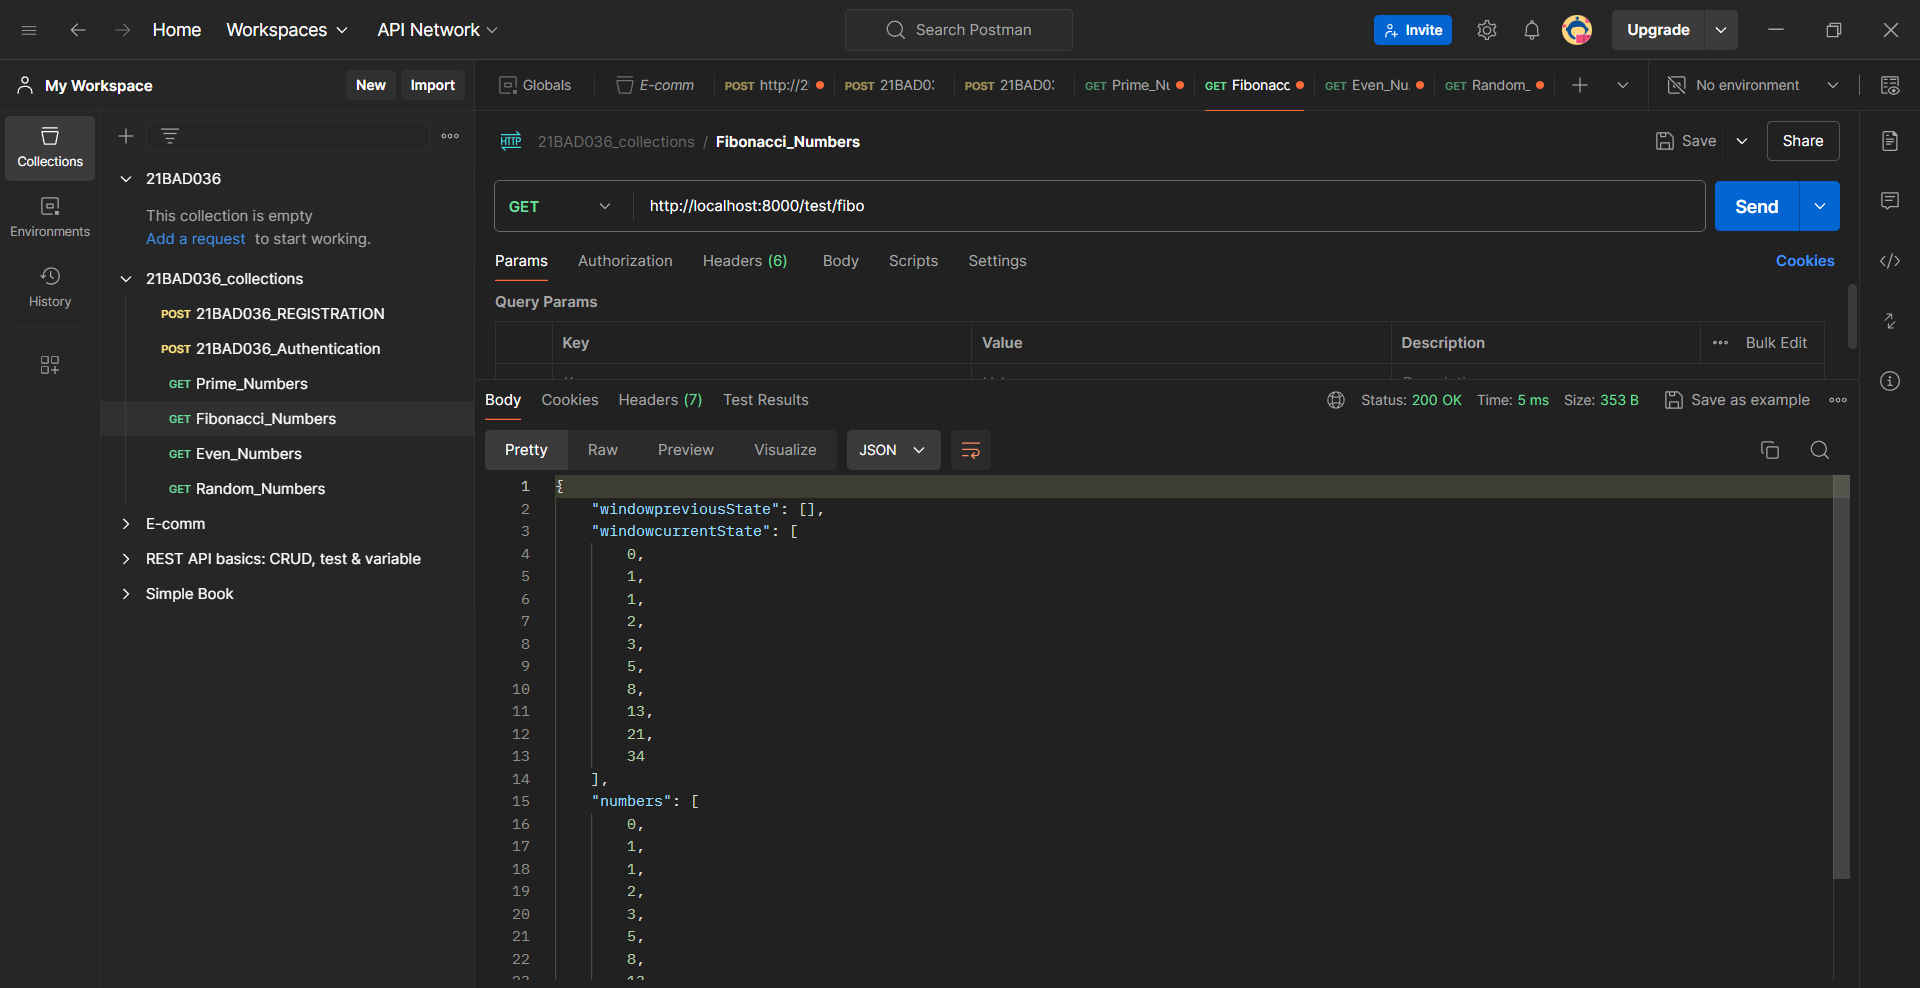 Home Workspaces API Network Search Postman Invite Upgrade
My Workspace New Import
Globals E-comm POST http://2 POST 21BAD0 POST 21BAD0 GET Prime_Nu GET Fibonacc GET Even_Nu. GET Random_ No environment
Collections
Environments
History
21BAD036
This collection is empty
Add a request to start working.
21BAD036_collections
POST 21BAD036_REGISTRATION
POST 21BAD036_Authentication
GET Prime_Numbers
GET Fibonacci_Numbers
GET Even_Numbers
GET Random_Numbers
E-comm
REST API basics: CRUD, test & variable
Simple Book
HTTP 21BAD036_collections / Fibonacci_Numbers Save Share
GET http://localhost:8000/test/fibo Send
Params Authorization Headers (6) Body Scripts Settings Cookies
Query Params
Key Value Description Bulk Edit
Body Cookies Headers (7) Test Results Status: 200 OK Time: 5 ms Size: 353 B Save as example
Pretty Raw Preview Visualize JSON
1 {
2 "windowpreviousState": [],
3 "windowcurrentState": [
4 0,
5 1,
6 1,
7 2,
8 3,
9 5,
10 8,
11 13,
12 21,
13 34
14 ],
15 "numbers": [
16 0,
17 1,
18 1,
19 2,
20 3,
21 5,
22 8,
23 13,